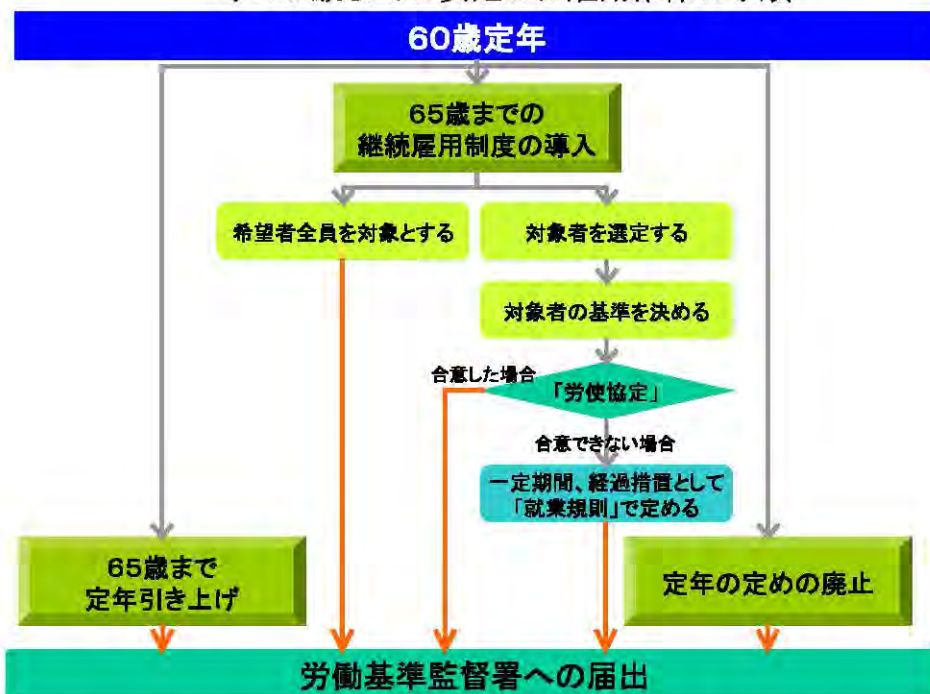 60歳定年
65歳までの
継続雇用制度の導入
希望者全員を対象とする
対象者を選定する
対象者の基準を決める
合意した場合
「労使協定」
合意できない場合
一定期間、経過措置として
「就業規則」で定める
65歳まで
定年引き上げ
定年の定めの廃止
労働基準監督署への届出